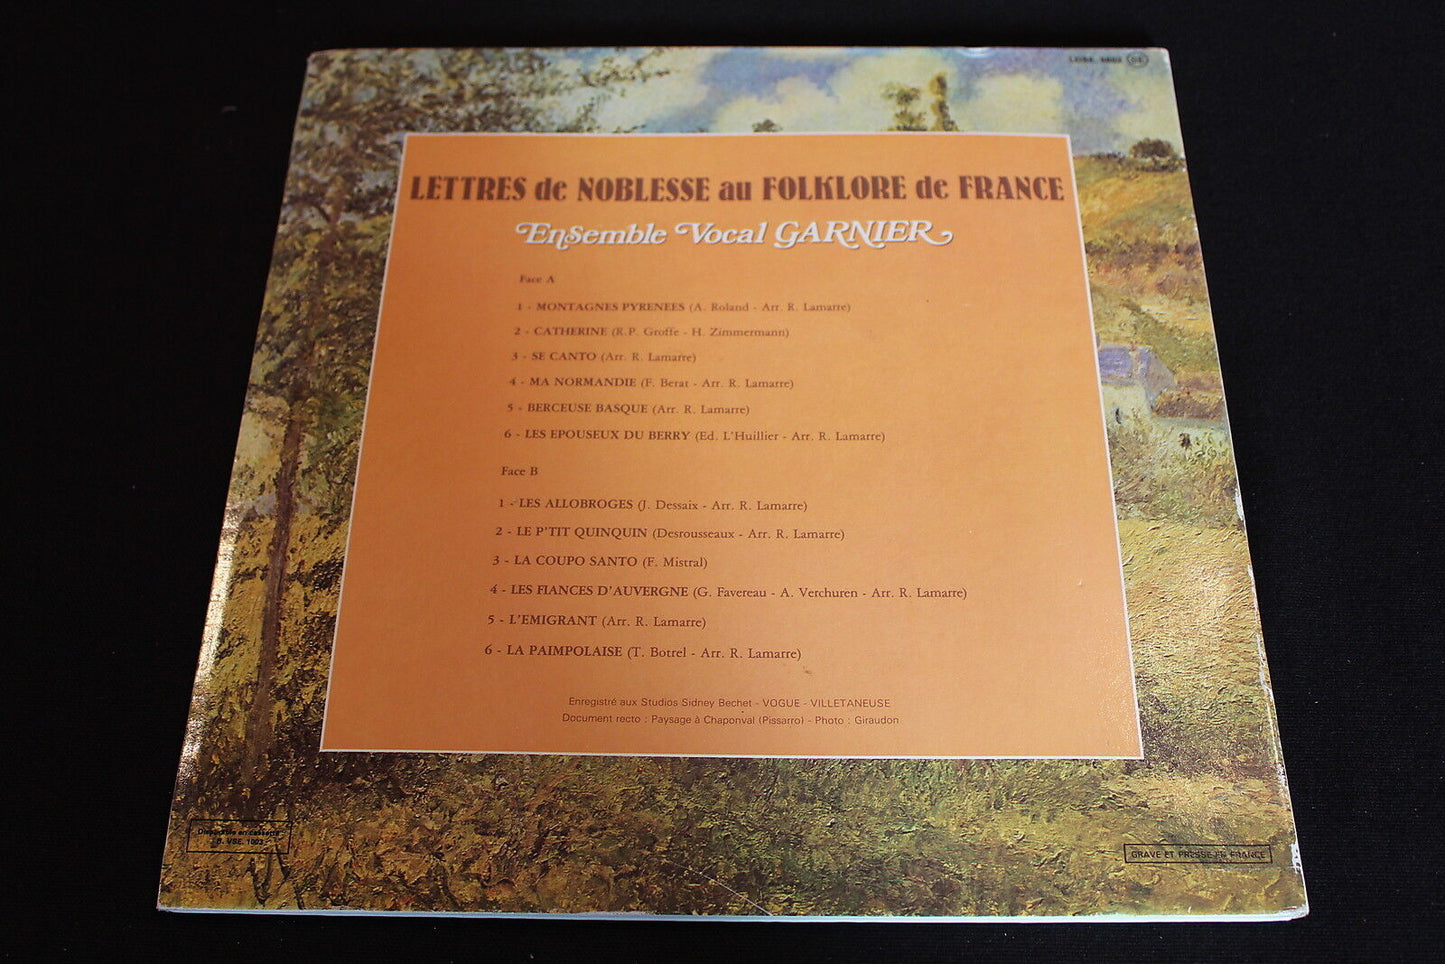 LETTRES de NOBLESSE au FOLKLORE de FRANCE
Ensemble Vocal GARNIER
Face A
1 - MONTAGNES PYRENEES (A. Roland - Arr. R. Lamarre)
2 - CATHERINE (R.P. Groffe - H. Zimmermann)
3 - SE CANTO (Arr. R. Lamarre)
4 - MA NORMANDIE (F. Berat - Arr. R. Lamarre)
5 - BERCEUSE BASQUE (Arr. R. Lamarre)
6 - LES EPOUSEUX DU BERRY (Ed. L'Huillier - Arr. R. Lamarre)
Face B
1 - LES ALLOBROGES (J. Dessaix - Arr. R. Lamarre)
2 - LE P'TIT QUINQUIN (Desrousseaux - Arr. R. Lamarre)
3 - LA COUPO SANTO (F. Mistral)
4 - LES FIANCES D'AUVERGNE (G. Favereau - A. Verchuren - Arr. R. Lamarre)
5 - L'EMIGRANT (Arr. R. Lamarre)
6 - LA PAIMPOLAISE (T. Botrel - Arr. R. Lamarre)
Enregistré aux Studios Sidney Bechet - VOGUE - VILLETANEUSE
Document recto : Paysage à Chaponval (Pissarro) - Photo : Giraudon
Disponible en cassette
VBE. 1003
GRAVE ET PRESSE EN FRANCE